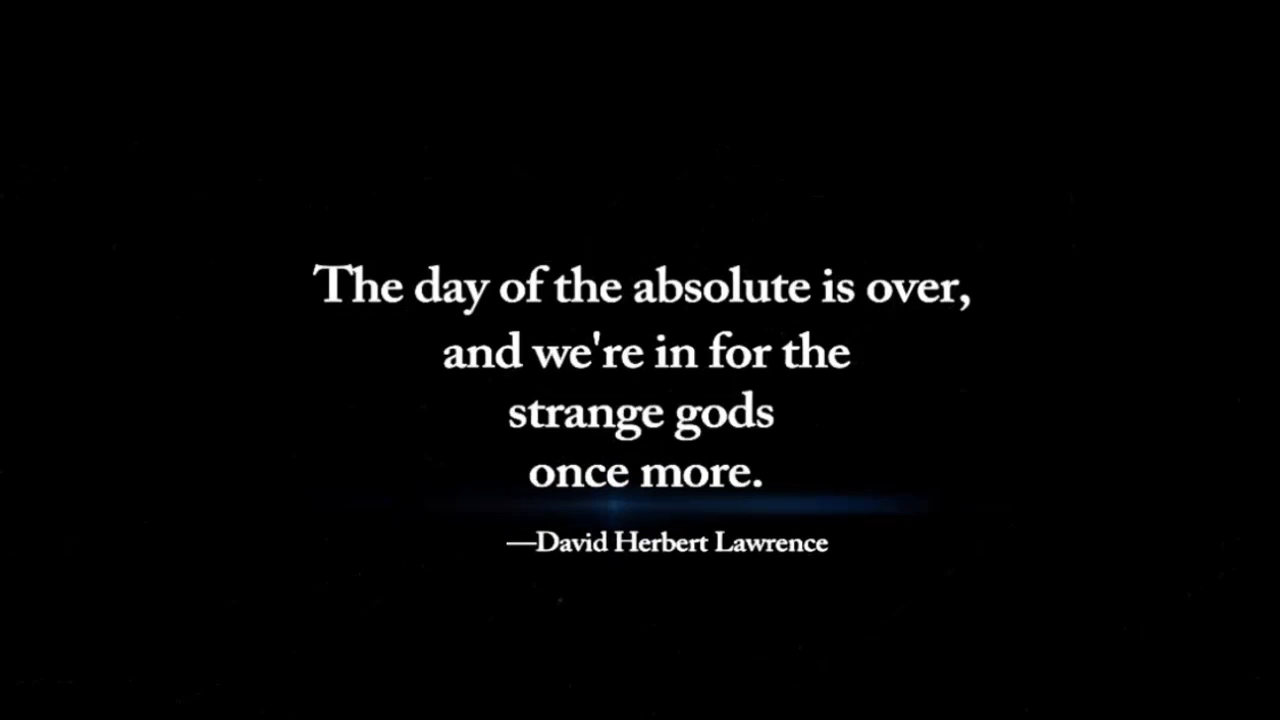 The day of the absolute is over,
and we're in for the
strange gods
once more.
—David Herbert Lawrence